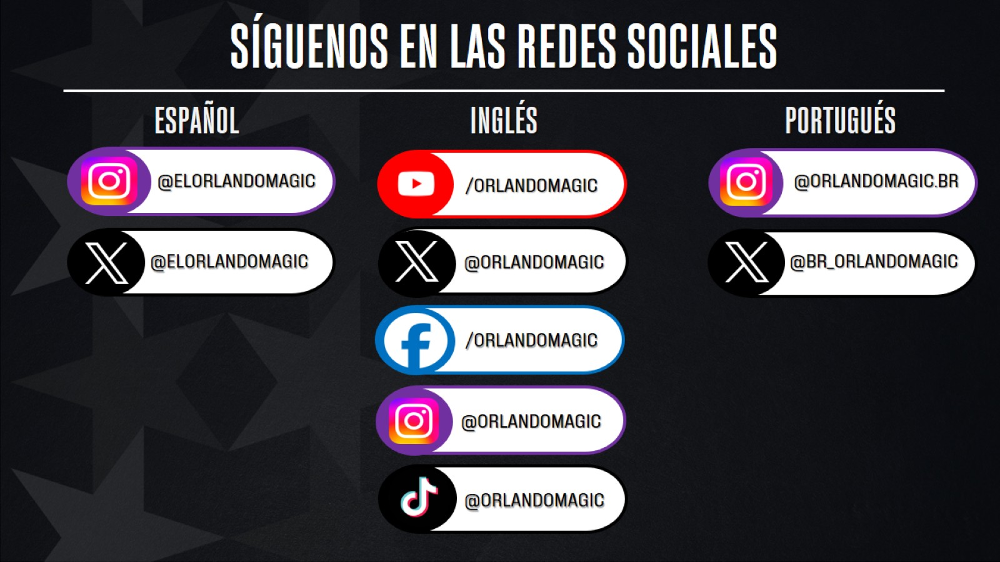 SÍGUENOS EN LAS REDES SOCIALES
ESPAÑOL
@ELORLANDOMAGIC
@ELORLANDOMAGIC
INGLÉS
/ORLANDOMAGIC
@ORLANDOMAGIC
/ORLANDOMAGIC
@ORLANDOMAGIC
@ORLANDOMAGIC
PORTUGUÉS
@ORLANDOMAGIC.BR
@BR_ORLANDOMAGIC